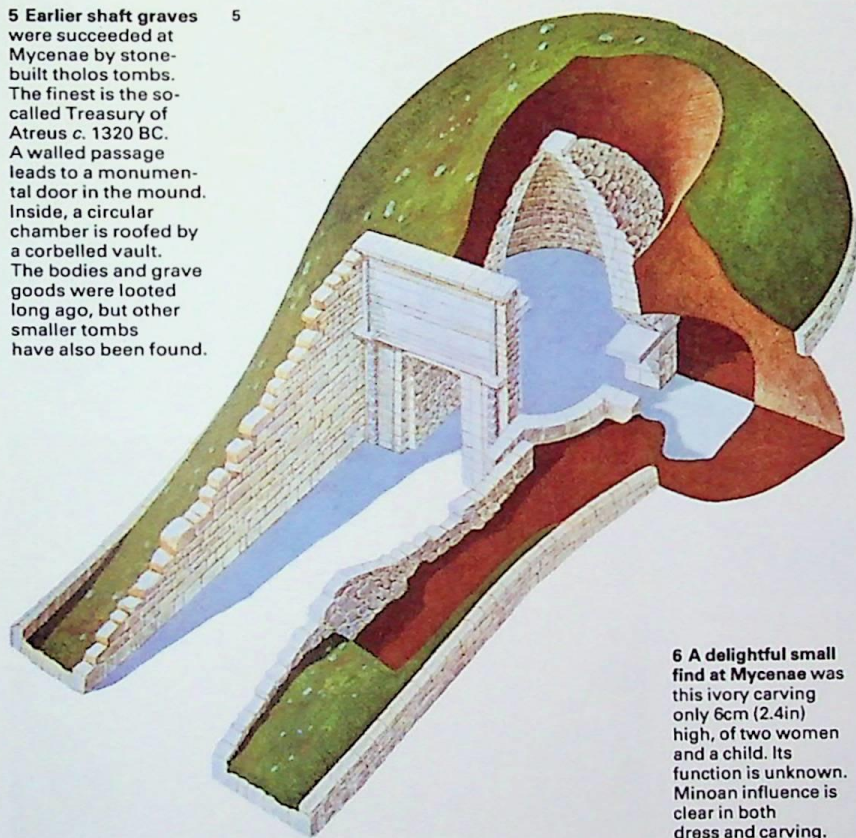 5 Earlier shaft graves
were succeeded at
Mycenae by stone-
built tholos tombs.
The finest is the so-
called Treasury of
Atreus c. 1320 BC.
A walled passage
leads to a monumen-
tal door in the mound.
Inside, a circular
chamber is roofed by
a corbelled vault.
The bodies and grave
goods were looted
long ago, but other
smaller tombs
have also been found.
5
6 A delightful small
find at Mycenae was
this ivory carving
only 6cm (2.4in)
high, of two women
and a child. Its
function is unknown.
Minoan influence is
clear in both
dress and carving.